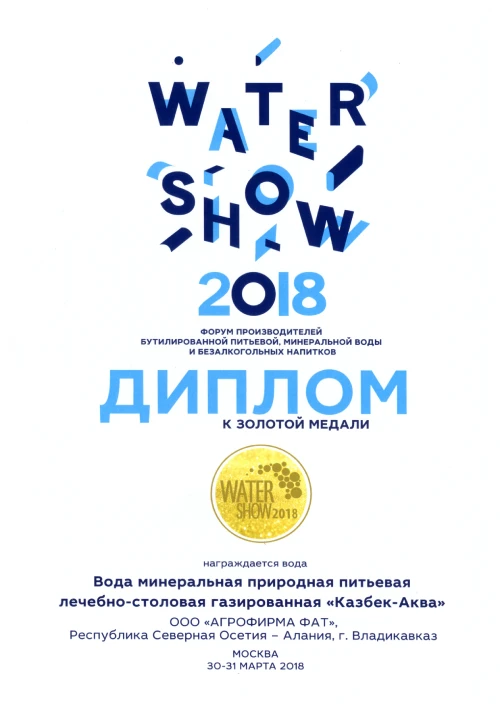 WATER
SHOW
2018
ФОРУМ ПРОИЗВОДИТЕЛЕЙ
БУТИЛИРОВАННОЙ ПИТЬЕВОЙ, МИНЕРАЛЬНОЙ ВОДЫ
И БЕЗАЛКОГОЛЬНЫХ НАПИТКОВ
ДИПЛОМ
К ЗОЛОТОЙ МЕДАЛИ
WATER
SHOW 2018
награждается вода
Вода минеральная природная питьевая
лечебно-столовая газированная «Казбек-Аква»
ООО «АГРОФИРМА ФАТ»,
Республика Северная Осетия – Алания, г. Владикавказ
МОСКВА
30-31 МАРТА 2018